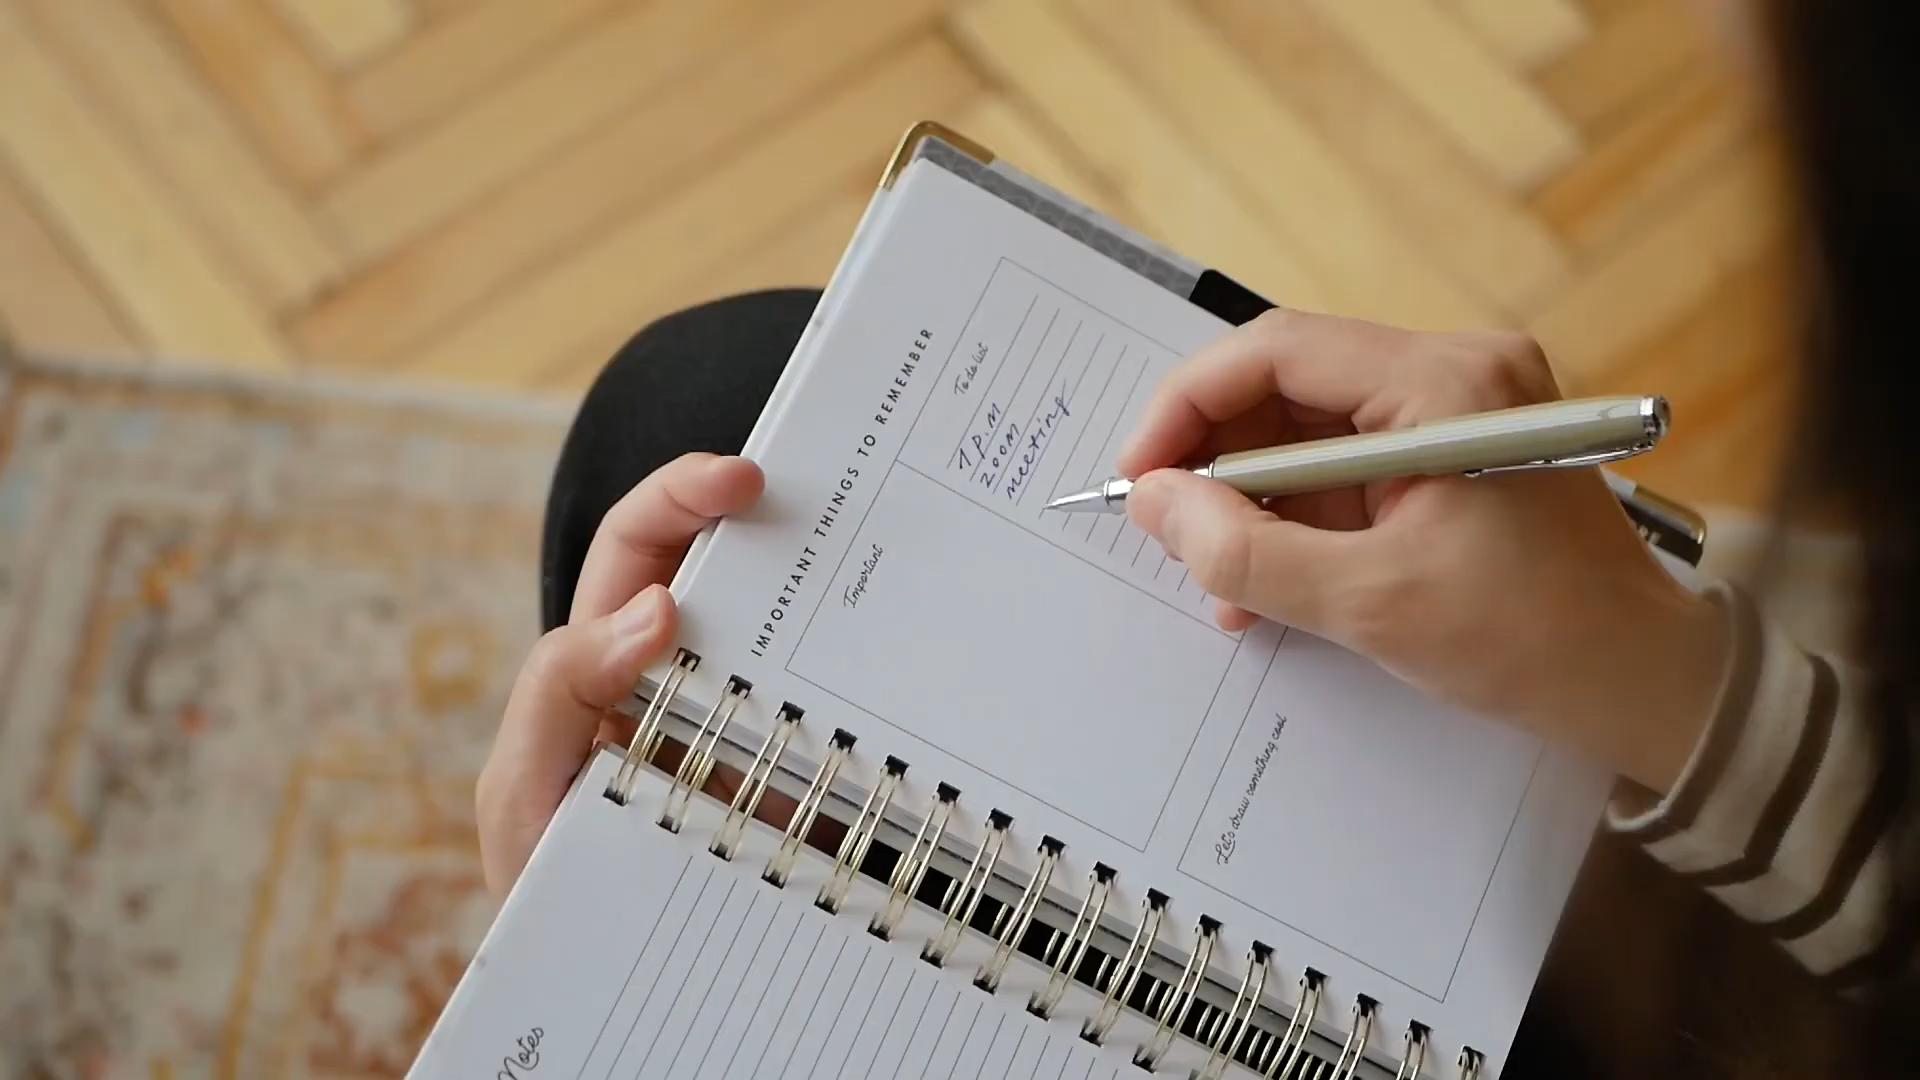 IMPORTANT THINGS TO REMEMBER
To do list
1 p.m
zoom
meeting
Important
Let's draw something cool
Notes